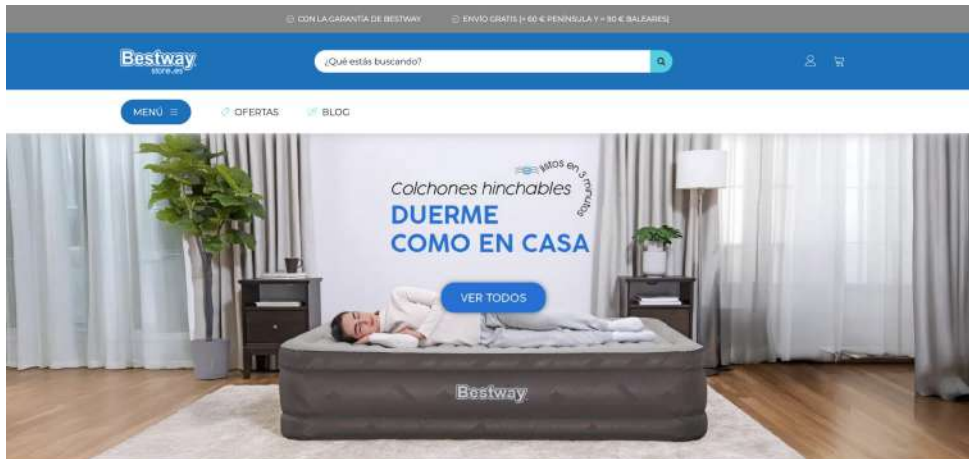 CON LA GARANTÍA DE BESTWAY
ENVÍO GRATIS (+ 60 € PENÍNSULA Y + 90 € BALEARES)
Bestway
store.es
¿Qué estás buscando?
MENÚ
OFERTAS
BLOG
listos en 3 minutos
Colchones hinchables
DUERME
COMO EN CASA
VER TODOS
Bestway